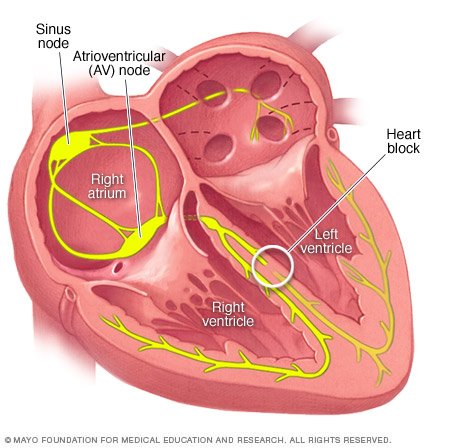 Sinus
node
Atrioventricular
(AV) node
Heart
block
Right
atrium
Left
ventricle
Right
ventricle
© MAYO FOUNDATION FOR MEDICAL EDUCATION AND RESEARCH. ALL RIGHTS RESERVED.